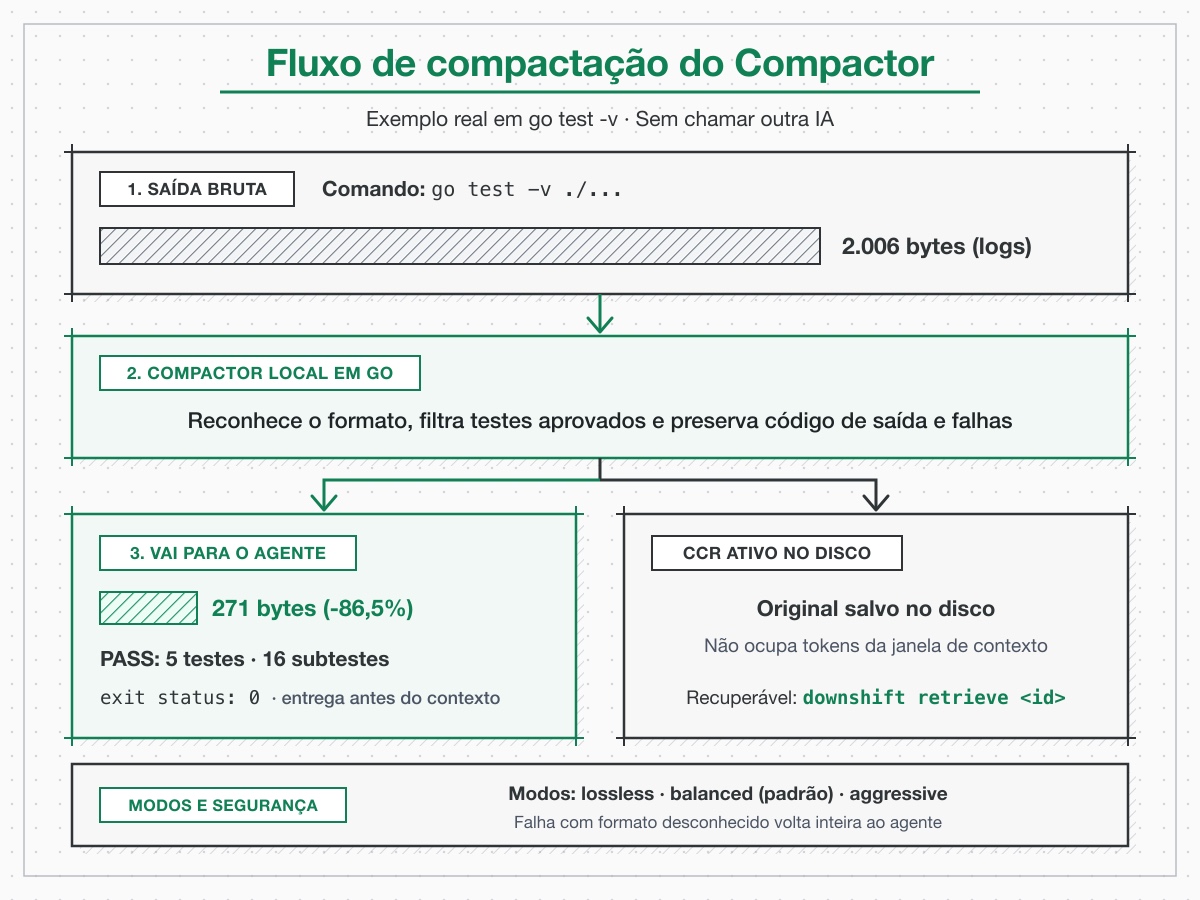 Fluxo de compactação do Compactor
Exemplo real em go test -v · Sem chamar outra IA
1. SAÍDA BRUTA
Comando: go test -v ./...
2.006 bytes (logs)
2. COMPACTOR LOCAL EM GO
Reconhece o formato, filtra testes aprovados e preserva código de saída e falhas
3. VAI PARA O AGENTE
271 bytes (-86,5%)
PASS: 5 testes · 16 subtestes
exit status: 0 · entrega antes do contexto
CCR ATIVO NO DISCO
Original salvo no disco
Não ocupa tokens da janela de contexto
Recuperável: downshift retrieve <id>
MODOS E SEGURANÇA
Modos: lossless · balanced (padrão) · aggressive
Falha com formato desconhecido volta inteira ao agente